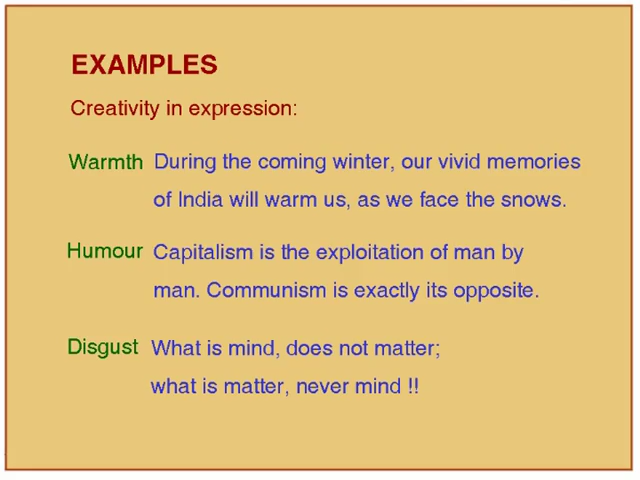 EXAMPLES
Creativity in expression:
Warmth During the coming winter, our vivid memories
of India will warm us, as we face the snows.
Humour Capitalism is the exploitation of man by
man. Communism is exactly its opposite.
Disgust What is mind, does not matter;
what is matter, never mind !!